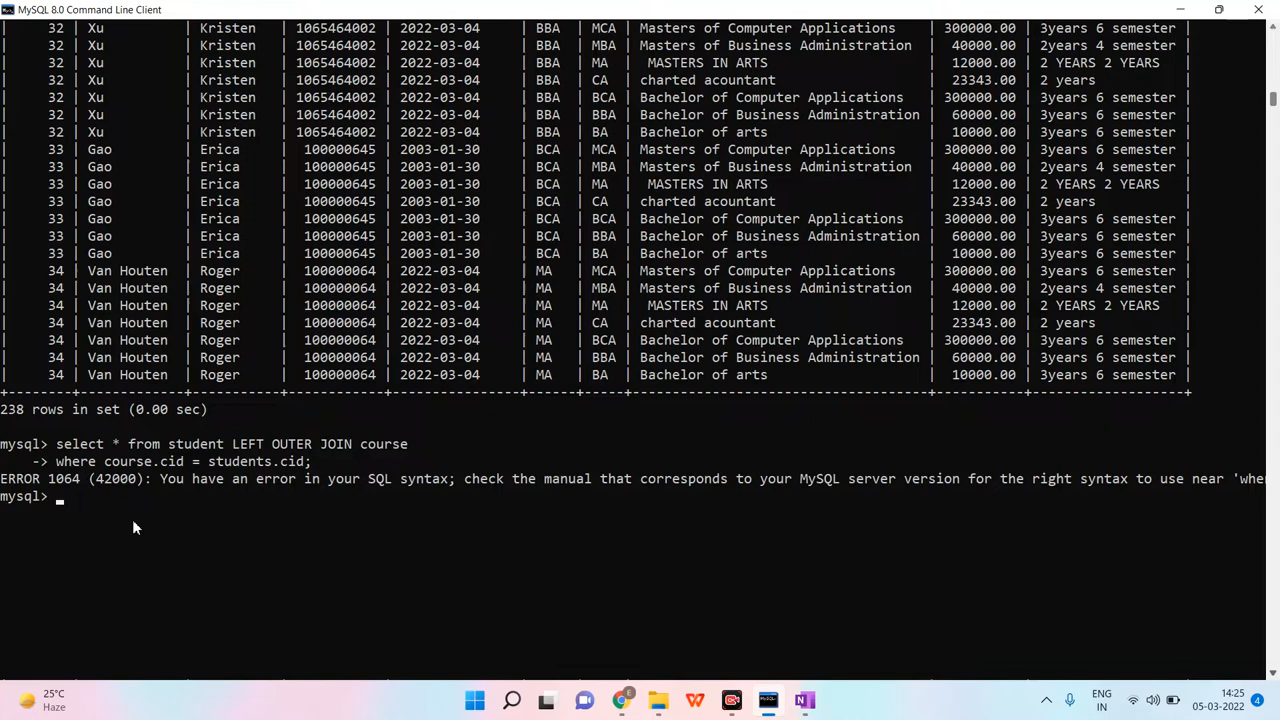 MySQL 8.0 Command Line Client
| 32 | Xu | Kristen | 1065464002 | 2022-03-04 | BBA | MCA | Masters of Computer Applications | 300000.00 | 3years 6 semester |
| 32 | Xu | Kristen | 1065464002 | 2022-03-04 | BBA | MBA | Masters of Business Administration | 40000.00 | 2years 4 semester |
| 32 | Xu | Kristen | 1065464002 | 2022-03-04 | BBA | MA | MASTERS IN ARTS | 12000.00 | 2 YEARS 2 YEARS |
| 32 | Xu | Kristen | 1065464002 | 2022-03-04 | BBA | CA | charted acountant | 23343.00 | 2 years |
| 32 | Xu | Kristen | 1065464002 | 2022-03-04 | BBA | BCA | Bachelor of Computer Applications | 300000.00 | 3years 6 semester |
| 32 | Xu | Kristen | 1065464002 | 2022-03-04 | BBA | BBA | Bachelor of Business Administration | 60000.00 | 3years 6 semester |
| 32 | Xu | Kristen | 1065464002 | 2022-03-04 | BBA | BA | Bachelor of arts | 10000.00 | 3years 6 semester |
| 33 | Gao | Erica | 100000645 | 2003-01-30 | BCA | MCA | Masters of Computer Applications | 300000.00 | 3years 6 semester |
| 33 | Gao | Erica | 100000645 | 2003-01-30 | BCA | MBA | Masters of Business Administration | 40000.00 | 2years 4 semester |
| 33 | Gao | Erica | 100000645 | 2003-01-30 | BCA | MA | MASTERS IN ARTS | 12000.00 | 2 YEARS 2 YEARS |
| 33 | Gao | Erica | 100000645 | 2003-01-30 | BCA | CA | charted acountant | 23343.00 | 2 years |
| 33 | Gao | Erica | 100000645 | 2003-01-30 | BCA | BCA | Bachelor of Computer Applications | 300000.00 | 3years 6 semester |
| 33 | Gao | Erica | 100000645 | 2003-01-30 | BCA | BBA | Bachelor of Business Administration | 60000.00 | 3years 6 semester |
| 33 | Gao | Erica | 100000645 | 2003-01-30 | BCA | BA | Bachelor of arts | 10000.00 | 3years 6 semester |
| 34 | Van Houten | Roger | 100000064 | 2022-03-04 | MA | MCA | Masters of Computer Applications | 300000.00 | 3years 6 semester |
| 34 | Van Houten | Roger | 100000064 | 2022-03-04 | MA | MBA | Masters of Business Administration | 40000.00 | 2years 4 semester |
| 34 | Van Houten | Roger | 100000064 | 2022-03-04 | MA | MA | MASTERS IN ARTS | 12000.00 | 2 YEARS 2 YEARS |
| 34 | Van Houten | Roger | 100000064 | 2022-03-04 | MA | CA | charted acountant | 23343.00 | 2 years |
| 34 | Van Houten | Roger | 100000064 | 2022-03-04 | MA | BCA | Bachelor of Computer Applications | 300000.00 | 3years 6 semester |
| 34 | Van Houten | Roger | 100000064 | 2022-03-04 | MA | BBA | Bachelor of Business Administration | 60000.00 | 3years 6 semester |
| 34 | Van Houten | Roger | 100000064 | 2022-03-04 | MA | BA | Bachelor of arts | 10000.00 | 3years 6 semester |
238 rows in set (0.00 sec)
mysql> select * from student LEFT OUTER JOIN course
-> where course.cid = students.cid;
ERROR 1064 (42000): You have an error in your SQL syntax; check the manual that corresponds to your MySQL server version for the right syntax to use near 'whe
mysql>
25°C
Haze
ENG
IN
14:25
05-03-2022
4